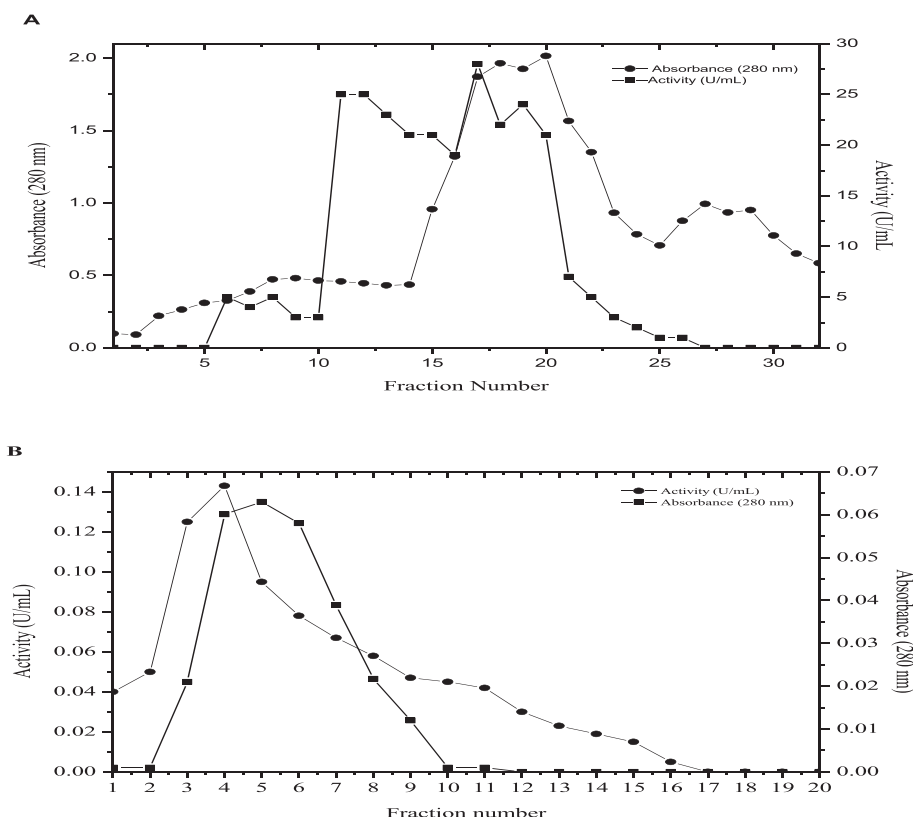 A
Absorbance (280 nm)
2.0
1.5
1.0
0.5
0.0
Absorbance (280 nm)
Activity (U/mL)
30
25
20
15
10
5
0
Activity (U/mL
5 10 15 20 25 30
Fraction Number
B
Activity (U/mL)
0.14
0.12
0.10
0.08
0.06
0.04
0.02
0.00
Activity (U/mL)
Absorbance (280 nm)
0.07
0.06
0.05
0.04
0.03
0.02
0.01
0.00
Absorbance (280 nm)
1 2 3 4 5 6 7 8 9 10 11 12 13 14 15 16 17 18 19 20
Fraction number